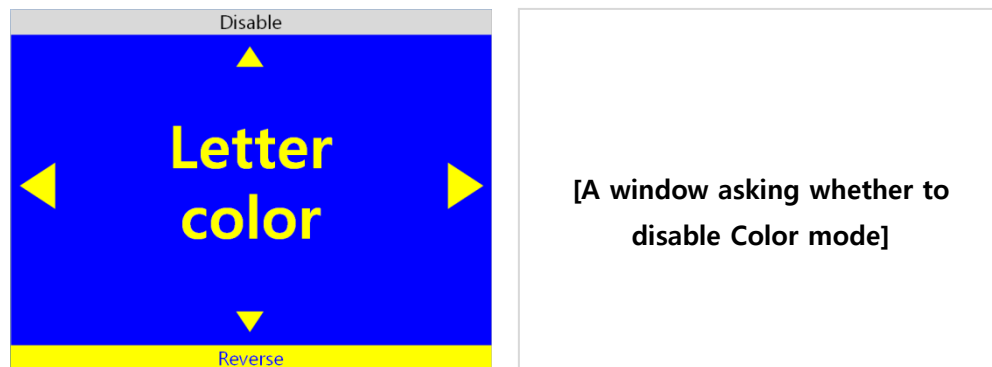 Disable
Letter
color
Reverse
[A window asking whether to
disable Color mode]